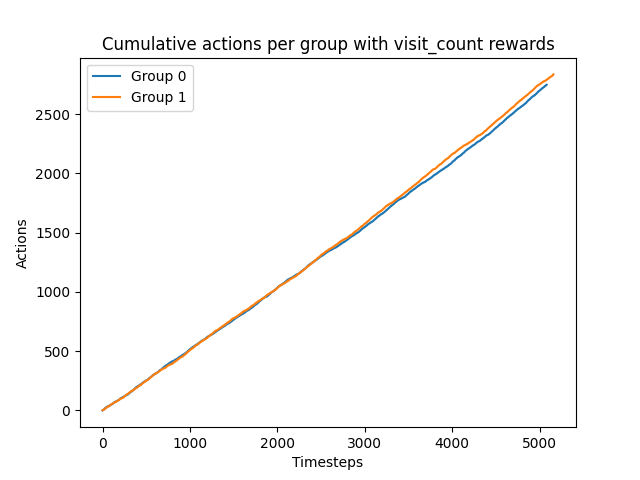 Cumulative actions per group with visit_count rewards
Group 0
Group 1
Actions
2500
2000
1500
1000
500
0
0 1000 2000 3000 4000 5000
Timesteps